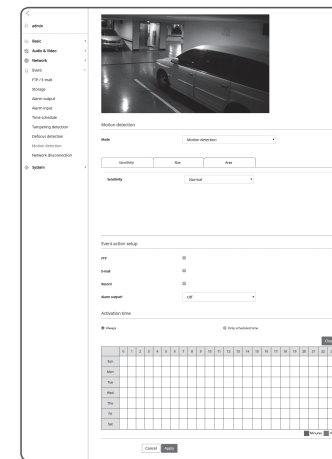 admin
Basic
Audio & Video
Network
Event
FTP / E-mail
Storage
Alarm output
Alarm input
Time schedule
Tampering detection
Defocus detection
Motion detection
Network disconnection
System
Motion detection
Mode Motion detection
Sensitivity Size Area
Sensitivity Normal
Event action setup
FTP
E-mail
Record
Alarm output1 Off
Activation time
Always Only scheduled time
0 1 2 3 4 5 6 7 8 9 10 11 12 13 14 15 16 17 18 19 20 21 22
Sun
Mon
Tue
Wed
Thu
Fri
Sat
Minutes
Cancel Apply